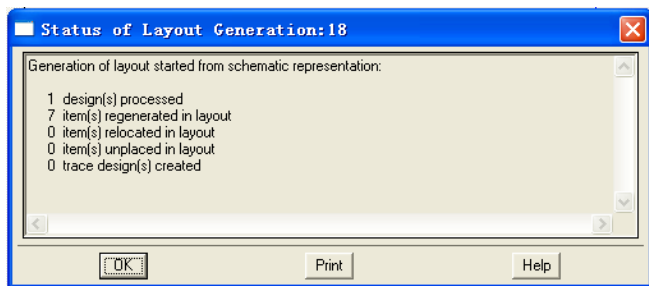 Status of Layout Generation:18
Generation of layout started from schematic representation:
1 design(s) processed
7 item(s) regenerated in layout
0 item(s) relocated in layout
0 item(s) unplaced in layout
0 trace design(s) created
OK Print Help